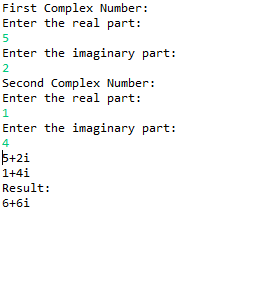 First Complex Number:
Enter the real part:
5
Enter the imaginary part:
2
Second Complex Number:
Enter the real part:
1
Enter the imaginary part:
4
5+2i
1+4i
Result:
6+6i